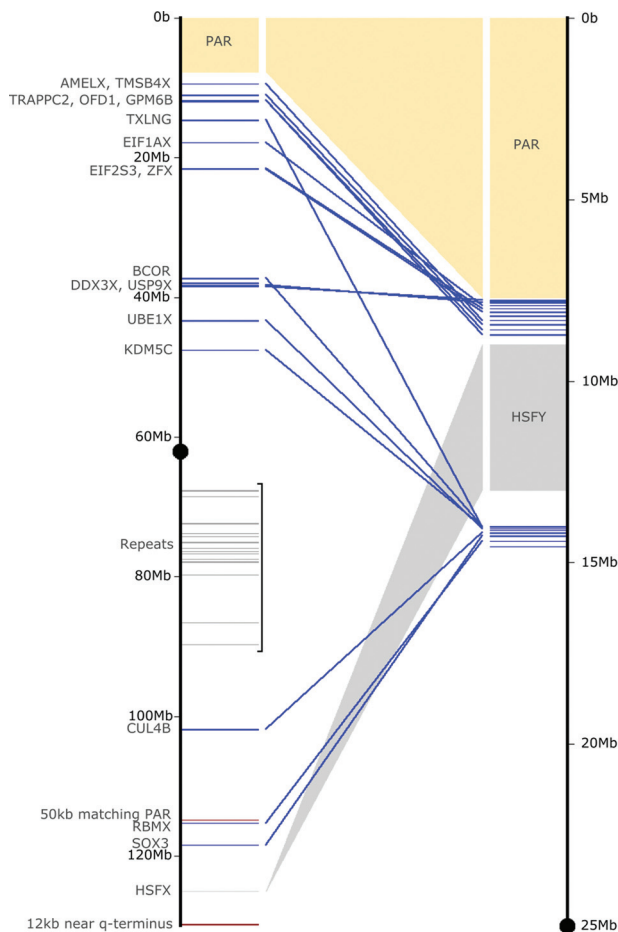 0b
0b
PAR
AMELX, TMSB4X
TRAPPC2, OFD1, GPM6B
TXLNG
EIF1AX
PAR
20Mb
EIF2S3, ZFX
5Mb
BCOR
DDX3X, USP9X
40Mb
UBE1X
KDM5C
10Mb
HSFY
60Mb
Repeats
15Mb
80Mb
100Mb
CUL4B
20Mb
50kb matching PAR
RBMX
SOX3
120Mb
HSFX
12kb near q-terminus
25Mb